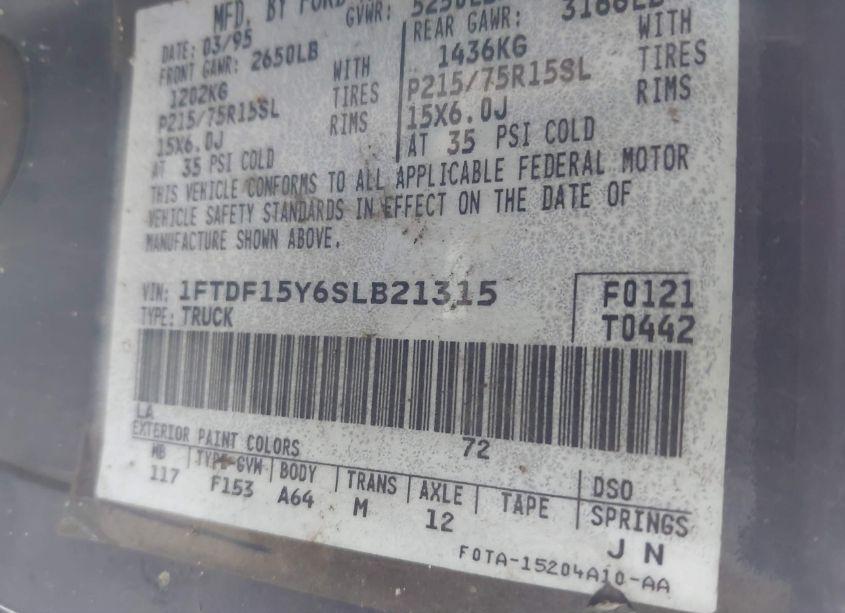 MFD. BY FORD
GVWR: 5250LB
DATE: 03/95
FRONT GAWR: 2650LB
1202KG WITH
P215/75R15SL TIRES
15X6.0J RIMS
AT 35 PSI COLD
REAR GAWR: 3166LB
1436KG WITH
P215/75R15SL TIRES
15X6.0J RIMS
AT 35 PSI COLD
THIS VEHICLE CONFORMS TO ALL APPLICABLE FEDERAL MOTOR
VEHICLE SAFETY STANDARDS IN EFFECT ON THE DATE OF
MANUFACTURE SHOWN ABOVE.
VIN: 1FTDF15Y6SLB21315
TYPE: TRUCK
F0121
T0442
LA
EXTERIOR PAINT COLORS 72
WB TYPE-GVW BODY TRANS AXLE TAPE DSO
SPRINGS
117 F153 A64 M 12 J N
F0TA-15204A10-AA